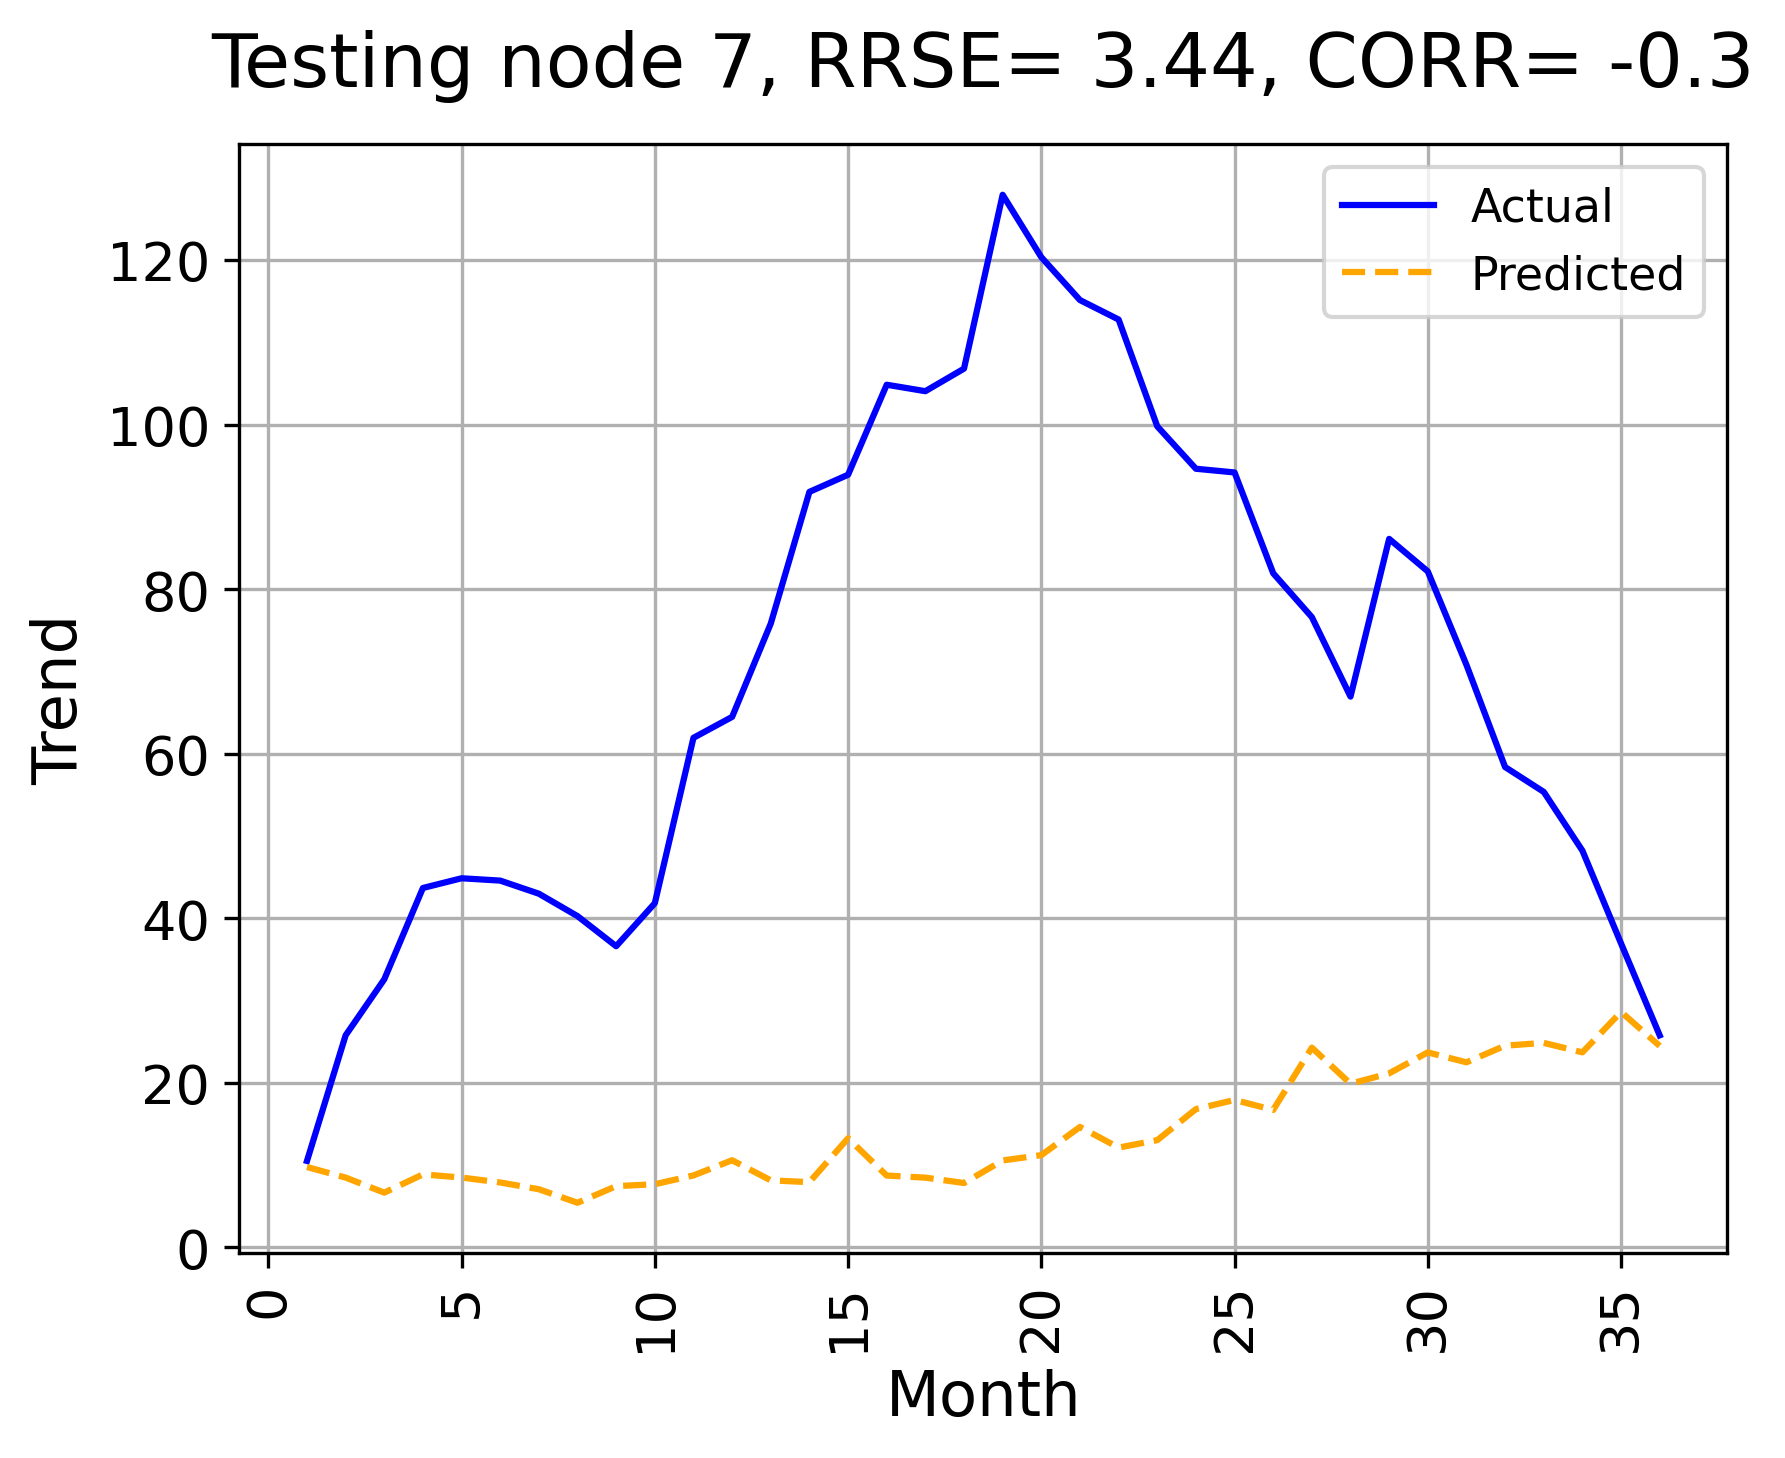 Testing node 7, RRSE= 3.44, CORR= -0.3
Actual
Predicted
Trend
120
100
80
60
40
20
0
0 5 10 15 20 25 30 35
Month